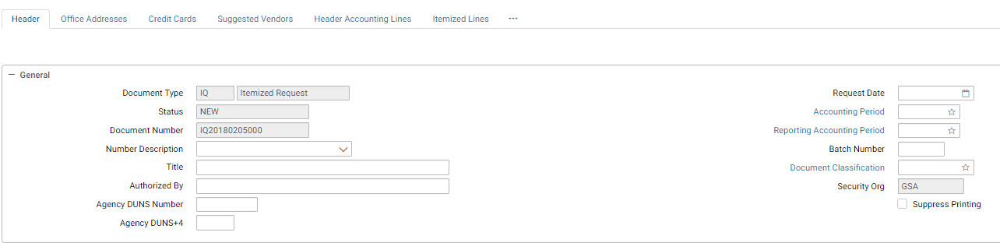 Header Office Addresses Credit Cards Suggested Vendors Header Accounting Lines Itemized Lines ---
— General
Document Type IQ Itemized Request
Status NEW
Document Number IQ20180205000
Number Description
Title
Authorized By
Agency DUNS Number
Agency DUNS+4
Request Date
Accounting Period
Reporting Accounting Period
Batch Number
Document Classification
Security Org GSA
Suppress Printing